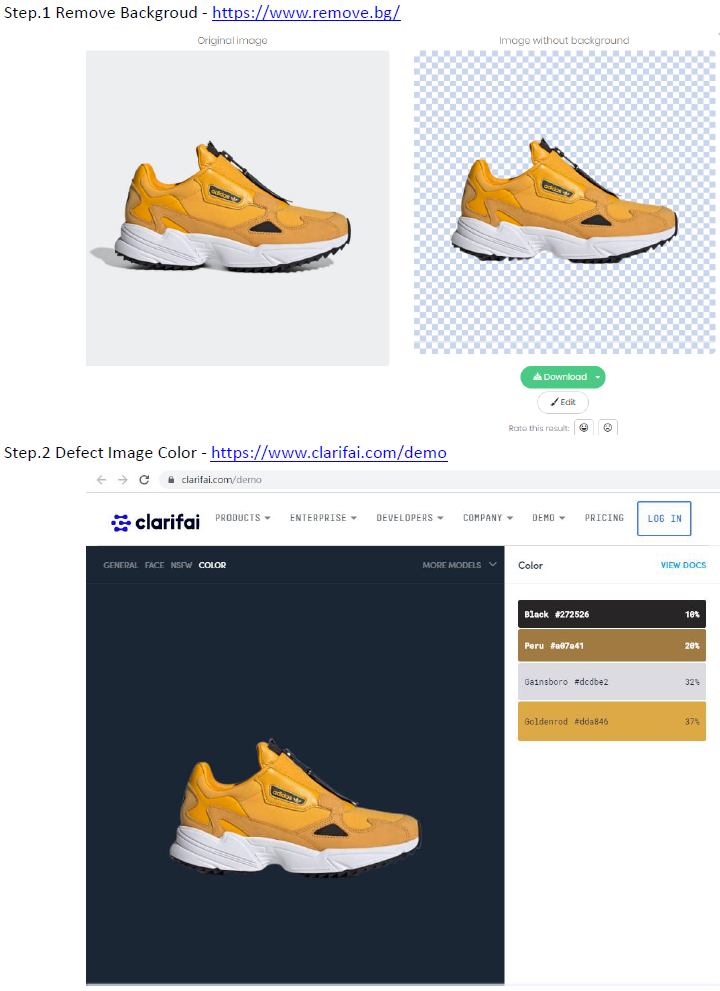 Step.1 Remove Backgroud - https://www.remove.bg/
Original image
Image without background
adidas
adidas
Download
Edit
Rate this result:
Step.2 Defect Image Color - https://www.clarifai.com/demo
clarifai.com/demo
clarifai PRODUCTS ENTERPRISE DEVELOPERS COMPANY DEMO PRICING LOG IN
GENERAL FACE NSFW COLOR MORE MODELS
Color VIEW DOCS
Black #272526 10%
Peru #a07a41 20%
Gainsboro #dcdbe2 32%
Goldenrod #dda846 37%
adidas